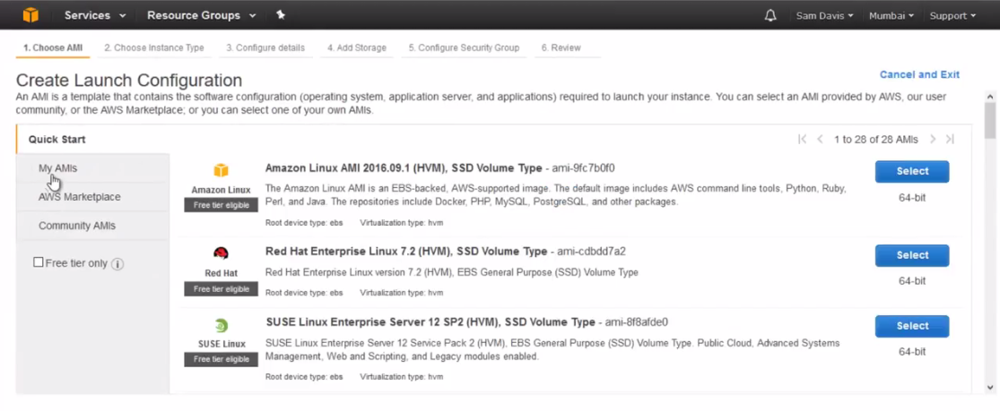 Services Resource Groups Sam Davis Mumbai Support
1. Choose AMI 2. Choose Instance Type 3. Configure details 4. Add Storage 5. Configure Security Group 6. Review
Create Launch Configuration
Cancel and Exit
An AMI is a template that contains the software configuration (operating system, application server, and applications) required to launch your instance. You can select an AMI provided by AWS, our user
community, or the AWS Marketplace; or you can select one of your own AMIs.
Quick Start
1 to 28 of 28 AMIs
My AMIs
AWS Marketplace
Community AMIs
Free tier only
Amazon Linux
Free tier eligible
Amazon Linux AMI 2016.09.1 (HVM), SSD Volume Type - ami-9fc7b0f0
The Amazon Linux AMI is an EBS-backed, AWS-supported image. The default image includes AWS command line tools, Python, Ruby,
Perl, and Java. The repositories include Docker, PHP, MySQL, PostgreSQL, and other packages.
Root device type: ebs Virtualization type: hvm
Select
64-bit
Red Hat
Free tier eligible
Red Hat Enterprise Linux 7.2 (HVM), SSD Volume Type - ami-cdbdd7a2
Red Hat Enterprise Linux version 7.2 (HVM), EBS General Purpose (SSD) Volume Type
Root device type: ebs Virtualization type: hvm
Select
64-bit
SUSE Linux
Free tier eligible
SUSE Linux Enterprise Server 12 SP2 (HVM), SSD Volume Type - ami-8f8afde0
SUSE Linux Enterprise Server 12 Service Pack 2 (HVM), EBS General Purpose (SSD) Volume Type. Public Cloud, Advanced Systems
Management, Web and Scripting, and Legacy modules enabled.
Root device type: ebs Virtualization type: hvm
Select
64-bit